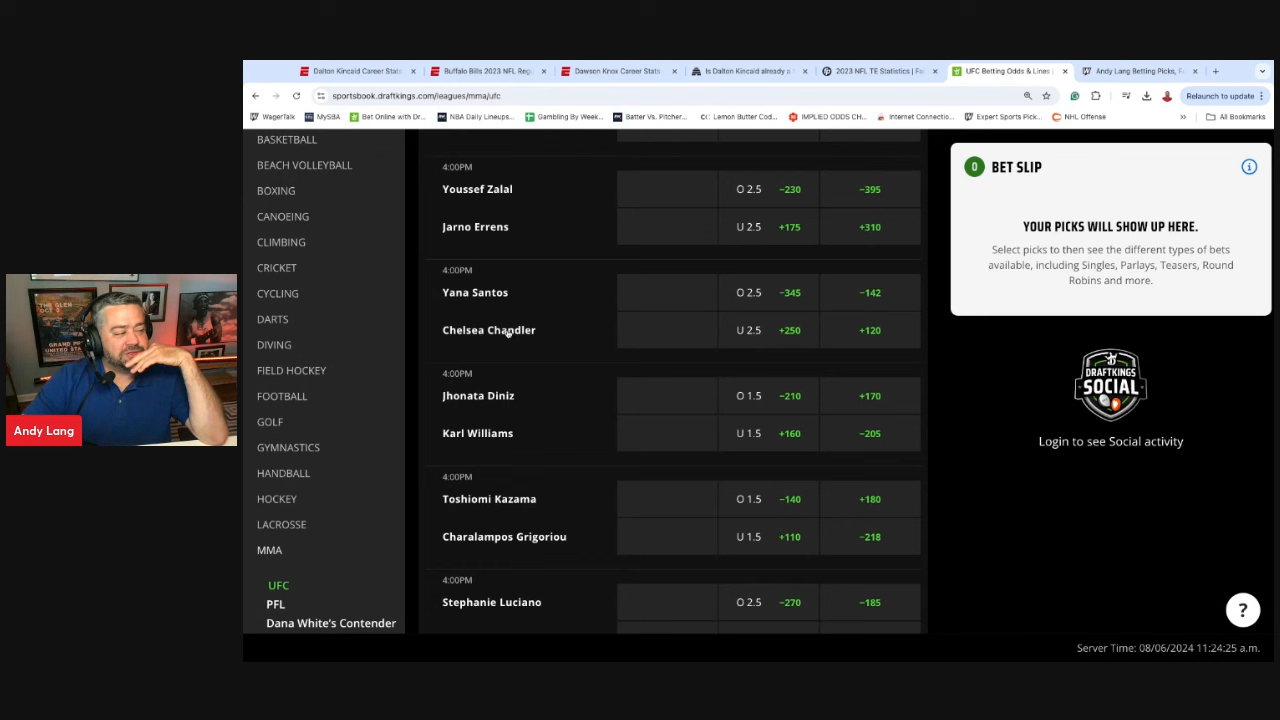 Dalton Kincaid Career Stats
Buffalo Bills 2023 NFL Reg
Dawson Knox Career Stats
Is Dalton Kincaid already a
2023 NFL TE Statistics | Fa
UFC Betting Odds & Lines |
Andy Lang Betting Picks, F
sportsbook.draftkings.com/leagues/mma/ufc
Relaunch to update
WagerTalk
MySBA
Bet Online with Dr...
NBA Daily Lineups...
Gambling By Week...
Batter Vs. Pitcher...
Lemon Butter Cod...
IMPLIED ODDS CH...
Internet Connectio...
Expert Sports Pick...
NHL Offense
All Bookmarks
BASKETBALL
BEACH VOLLEYBALL
BOXING
CANOEING
CLIMBING
CRICKET
CYCLING
DARTS
DIVING
FIELD HOCKEY
FOOTBALL
GOLF
GYMNASTICS
HANDBALL
HOCKEY
LACROSSE
MMA
UFC
PFL
Dana White's Contender
4:00PM
Youssef Zalal O 2.5 −230 −395
Jarno Errens U 2.5 +175 +310
4:00PM
Yana Santos O 2.5 −345 −142
Chelsea Chandler U 2.5 +250 +120
4:00PM
Jhonata Diniz O 1.5 −210 +170
Karl Williams U 1.5 +160 −205
4:00PM
Toshiomi Kazama O 1.5 −140 +180
Charalampos Grigoriou U 1.5 +110 −218
4:00PM
Stephanie Luciano O 2.5 −270 −185
0 BET SLIP
YOUR PICKS WILL SHOW UP HERE.
Select picks to then see the different types of bets
available, including Singles, Parlays, Teasers, Round
Robins and more.
DRAFTKINGS
SOCIAL
Login to see Social activity
?
Server Time: 08/06/2024 11:24:25 a.m.
THE GLEN
OCT 3
GRAND PR
UNITED STA
Andy Lang